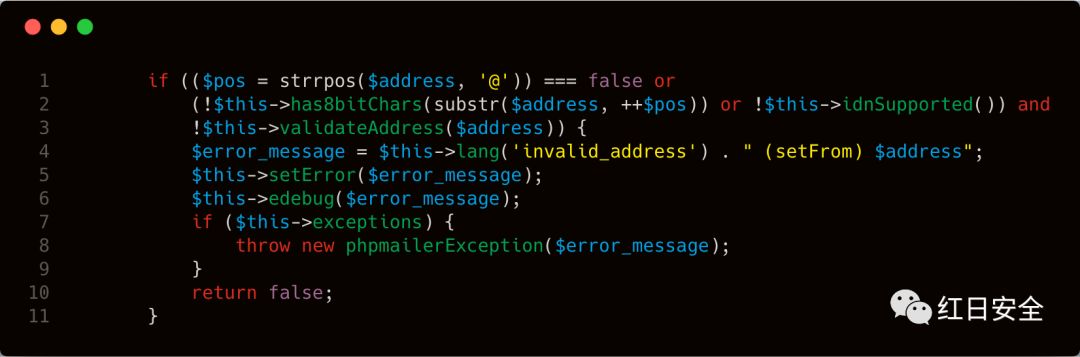 1 if (($pos = strrpos($address, '@')) === false or
2 (!$this->has8bitChars(substr($address, ++$pos)) or !$this->idnSupported()) and
3 !$this->validateAddress($address)) {
4 $error_message = $this->lang('invalid_address') . " (setFrom) $address";
5 $this->setError($error_message);
6 $this->edebug($error_message);
7 if ($this->exceptions) {
8 throw new phpmailerException($error_message);
9 }
10 return false;
11 }
红日安全